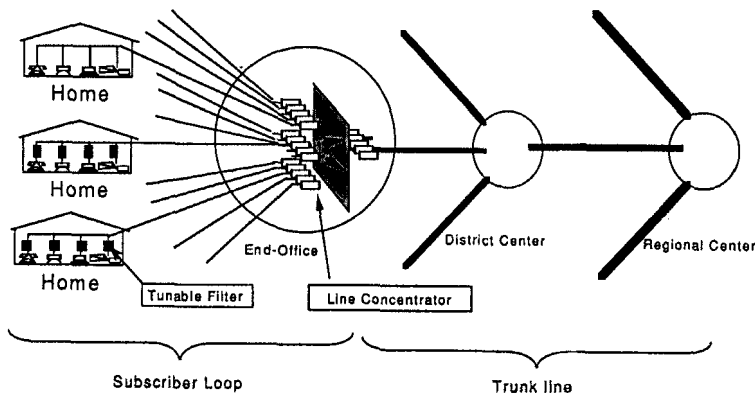 Home
Home
Home
Tunable Filter
End-Office
Line Concentrator
District Center
Regional Center
Subscriber Loop
Trunk line